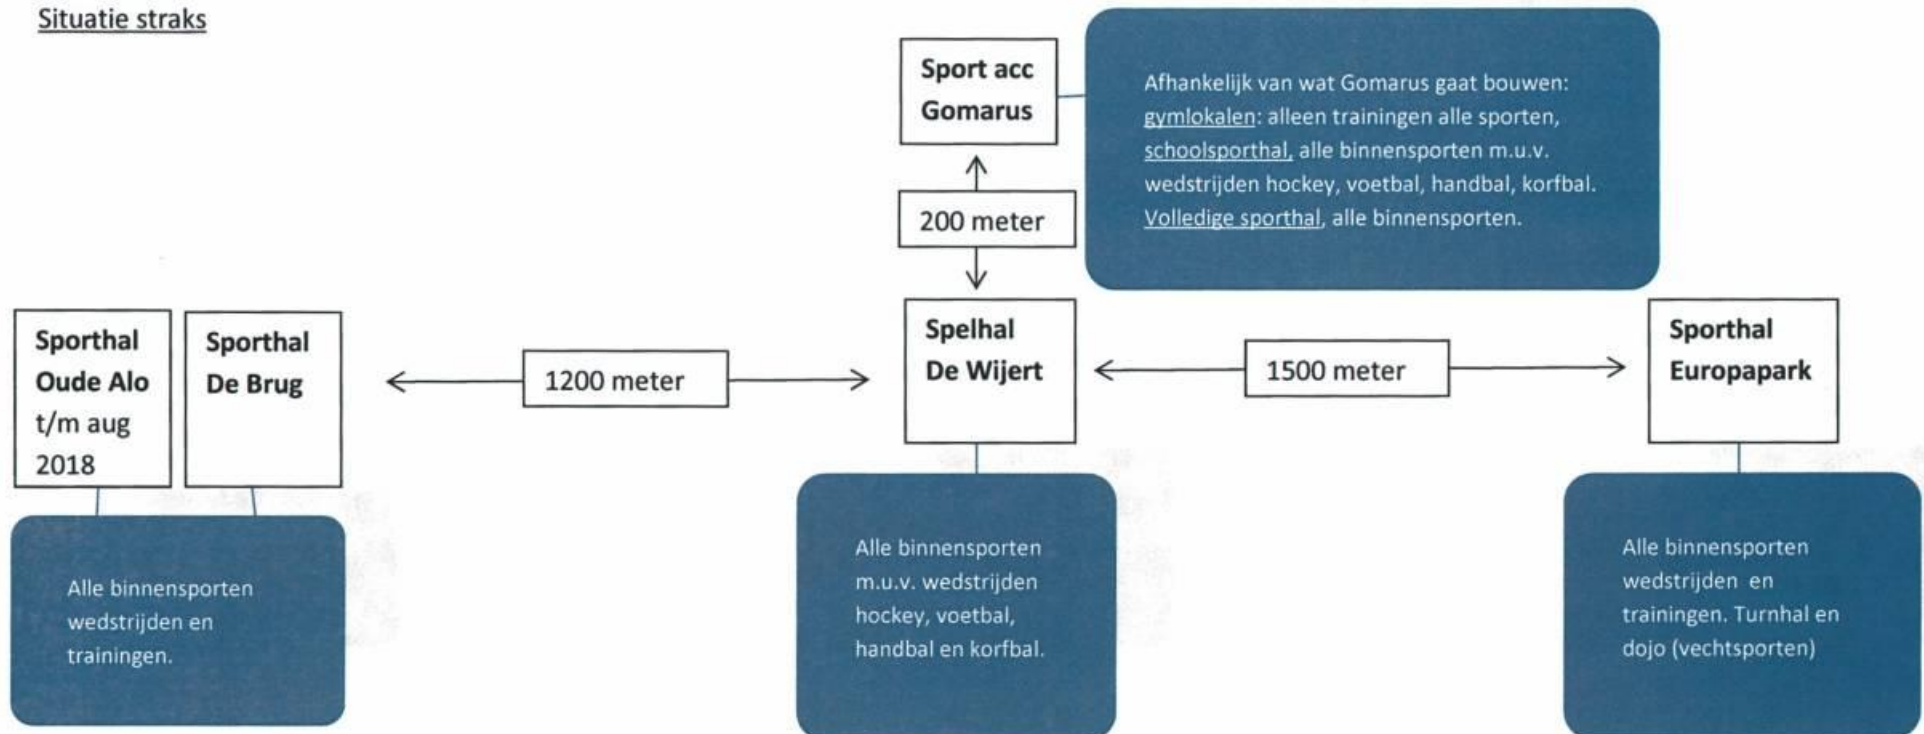 Situatie straks
Sport acc
Gomarus
Afhankelijk van wat Gomarus gaat bouwen:
gymlokalen: alleen trainingen alle sporten,
schoolsporthal, alle binnensporten m.u.v.
wedstrijden hockey, voetbal, handbal, korfbal.
Volledige sporthal, alle binnensporten.
200 meter
Sporthal
Oude Alo
t/m aug
2018
Sporthal
De Brug
1200 meter
Spelhal
De Wijert
1500 meter
Sporthal
Europapark
Alle binnensporten
wedstrijden en
trainingen.
Alle binnensporten
m.u.v. wedstrijden
hockey, voetbal,
handbal en korfbal.
Alle binnensporten
wedstrijden en
trainingen. Turnhal en
dojo (vechtsporten)